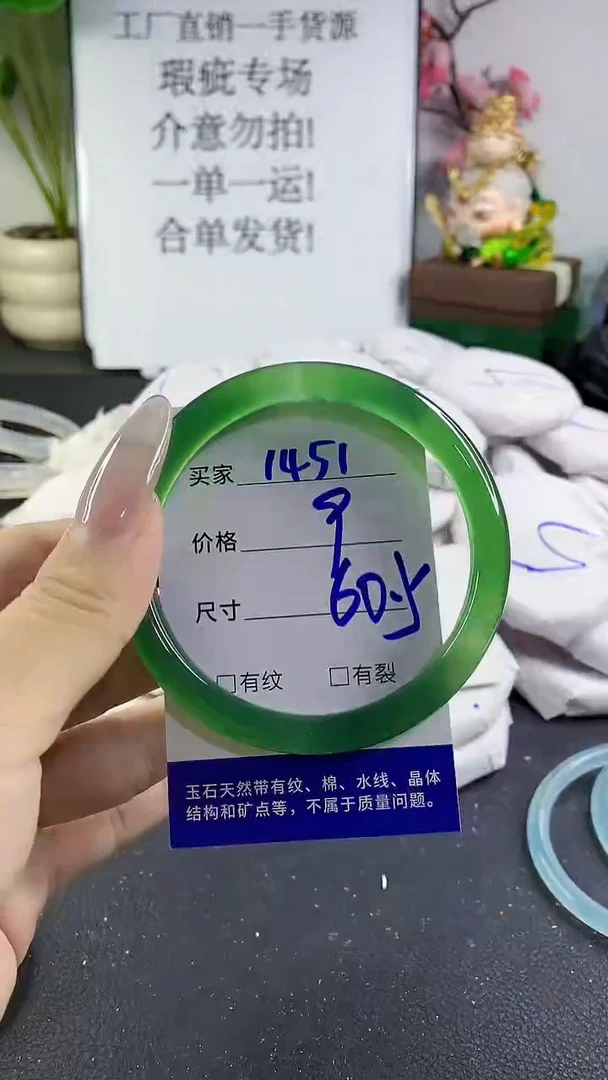 工厂直销一手货源
瑕疵专场
介意勿拍!
一单一运!
合单发货!
买家 1451
价格
尺寸 60寸
□有纹 □有裂
玉石天然带有纹、棉、水线、晶体
结构和矿点等，不属于质量问题。